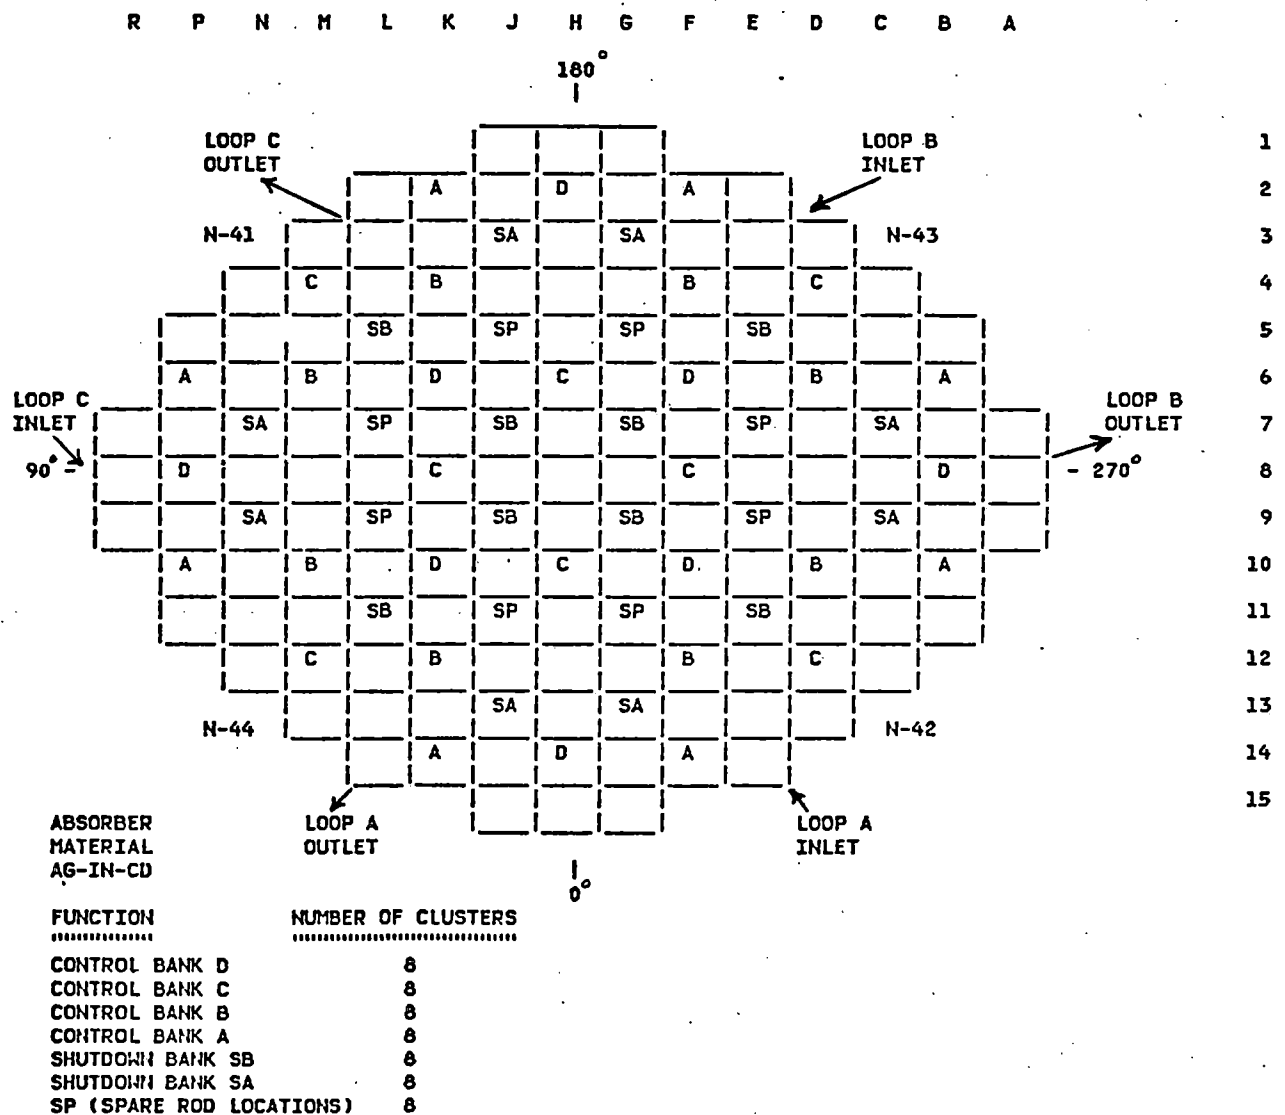 R P N M L K J H G F E D C B A
180°
LOOP C OUTLET
LOOP B INLET
1
A D A 2
N-41 SA SA N-43 3
C B B C 4
SB SP SP SB 5
A B D C D B A 6
LOOP C INLET
LOOP B OUTLET
SA SP SB SB SP SA 7
90° - D C C D - 270° 8
SA SP SB SB SP SA 9
A B D C D B A 10
SB SP SP SB 11
C B B C 12
N-44 SA SA N-42 13
A D A 14
15
LOOP A OUTLET
LOOP A INLET
0°
ABSORBER
MATERIAL
AG-IN-CD
FUNCTION NUMBER OF CLUSTERS
CONTROL BANK D 8
CONTROL BANK C 8
CONTROL BANK B 8
CONTROL BANK A 8
SHUTDOWN BANK SB 8
SHUTDOWN BANK SA 8
SP (SPARE ROD LOCATIONS) 8